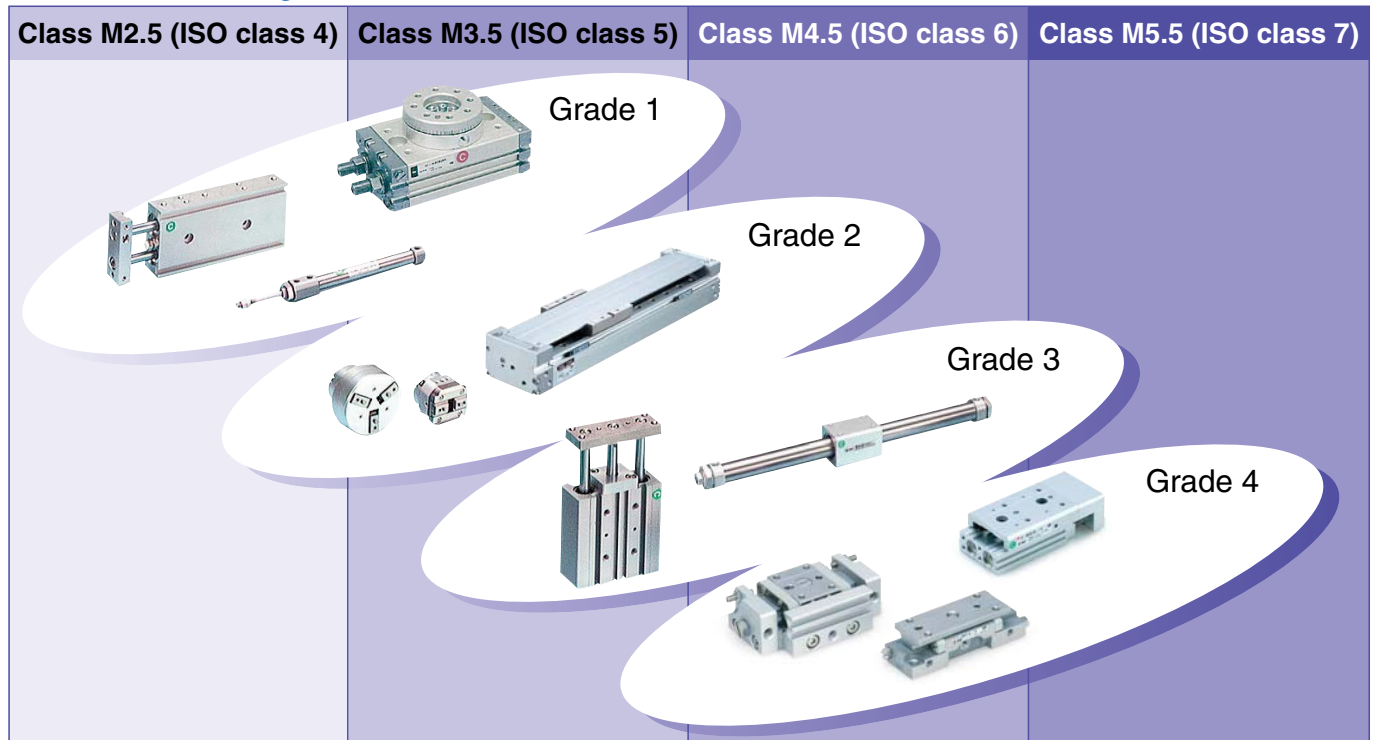 Class M2.5 (ISO class 4) Class M3.5 (ISO class 5) Class M4.5 (ISO class 6) Class M5.5 (ISO class 7)
Grade 1
Grade 2
Grade 3
Grade 4